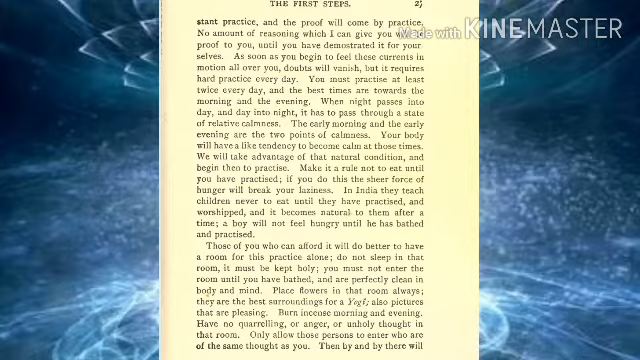 THE FIRST STEPS. 27
stant practice, and the proof will come by practice.
No amount of reasoning which I can give you will
proof to you, until you have demostrated it for your-
selves. As soon as you begin to feel these currents in
motion all over you, doubts will vanish, but it requires
hard practice every day. You must practise at least
twice every day, and the best times are towards the
morning and the evening. When night passes into
day, and day into night, it has to pass through a state
of relative calmness. The early morning and the early
evening are the two points of calmness. Your body
will have a like tendency to become calm at those times.
We will take advantage of that natural condition, and
begin then to practise. Make it a rule not to eat until
you have practised; if you do this the sheer force of
hunger will break your laziness. In India they teach
children never to eat until they have practised, and
worshipped, and it becomes natural to them after a
time; a boy will not feel hungry until he has bathed
and practised.
Those of you who can afford it will do better to have
a room for this practice alone; do not sleep in that
room, it must be kept holy; you must not enter the
room until you have bathed, and are perfectly clean in
body and mind. Place flowers in that room always;
they are the best surroundings for a Yogi; also pictures
that are pleasing. Burn incense morning and evening.
Have no quarrelling, or anger, or unholy thought in
that room. Only allow those persons to enter who are
of the same thought as you. Then by and by there will
Made with KINEMASTER